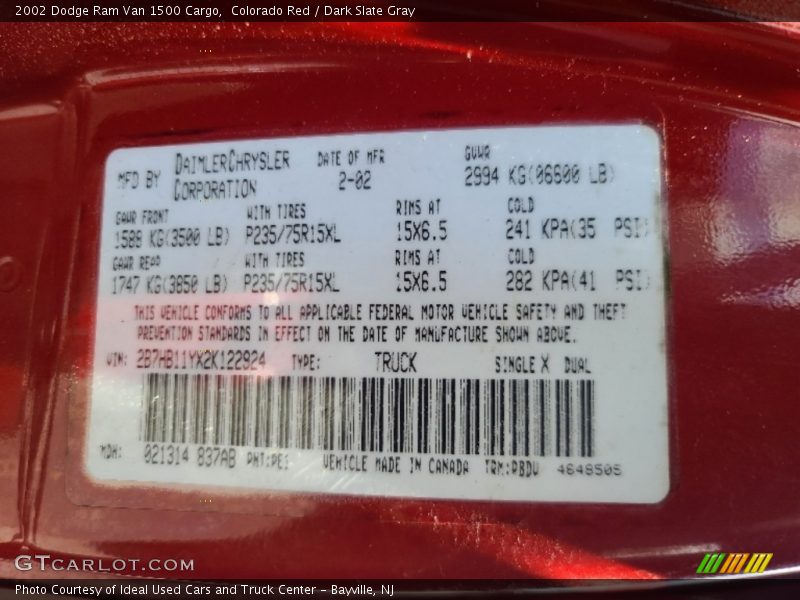 2002 Dodge Ram Van 1500 Cargo,  Colorado Red / Dark Slate Gray
MFD BY DAIMLERCHRYSLER CORPORATION DATE OF MFR 2-02 GVWR 2994 KG(06600 LB)
GAWR FRONT WITH TIRES RIMS AT COLD
1588 KG(3500 LB) P235/75R15XL 15X6.5 241 KPA(35 PSI)
GAWR REAR WITH TIRES RIMS AT COLD
1747 KG(3850 LB) P235/75R15XL 15X6.5 282 KPA(41 PSI)
THIS VEHICLE CONFORMS TO ALL APPLICABLE FEDERAL MOTOR VEHICLE SAFETY AND THEFT
PREVENTION STANDARDS IN EFFECT ON THE DATE OF MANUFACTURE SHOWN ABOVE.
VIN: 2B7HB11YX2K122924 TYPE: TRUCK SINGLE X DUAL
MDH: 021314 837AB PNT:PE1 VEHICLE MADE IN CANADA TRM:DBDV 4648505
GTCARLOT.COM
Photo Courtesy of Ideal Used Cars and Truck Center – Bayville, NJ